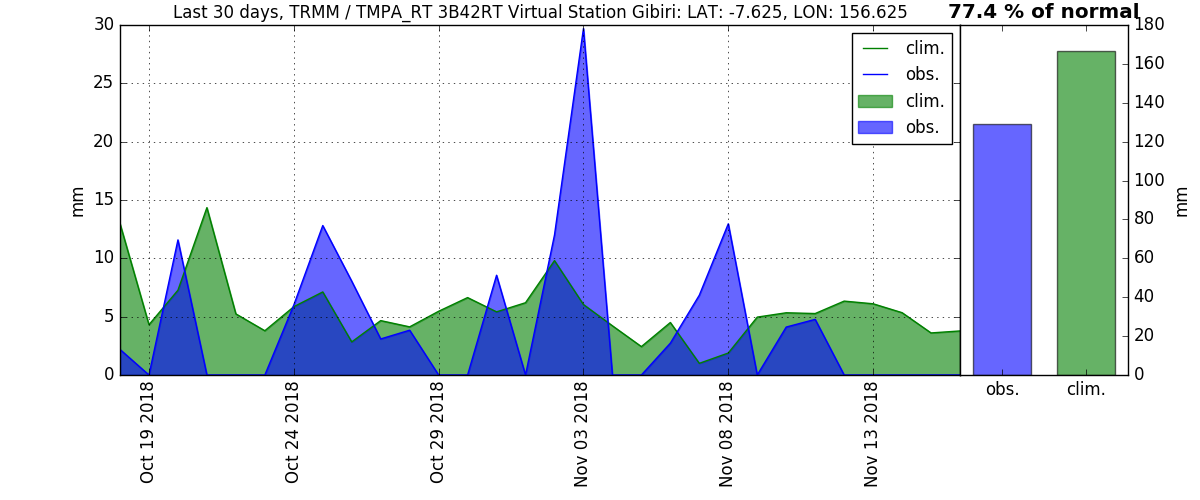 Last 30 days, TRMM / TMPA_RT 3B42RT Virtual Station Gibiri: LAT: -7.625, LON: 156.625
77.4 % of normal
30
25
20
15
10
5
0
mm
clim.
obs.
clim.
obs.
Oct 19 2018
Oct 24 2018
Oct 29 2018
Nov 03 2018
Nov 08 2018
Nov 13 2018
180
160
140
120
100
80
60
40
20
0
mm
obs.
clim.